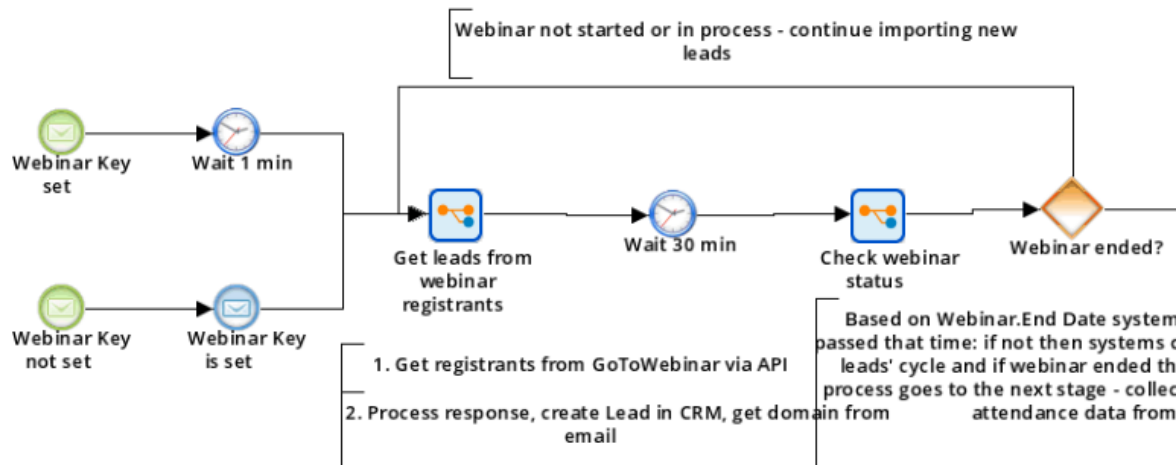 Webinar not started or in process - continue importing new
leads
Webinar Key
set
Wait 1 min
Get leads from
webinar
registrants
Wait 30 min
Check webinar
status
Webinar ended?
Webinar Key
not set
Webinar Key
is set
1. Get registrants from GoToWebinar via API
2. Process response, create Lead in CRM, get domain from
email
Based on Webinar.End Date system
passed that time: if not then systems
leads' cycle and if webinar ended
process goes to the next stage -
attendance data from